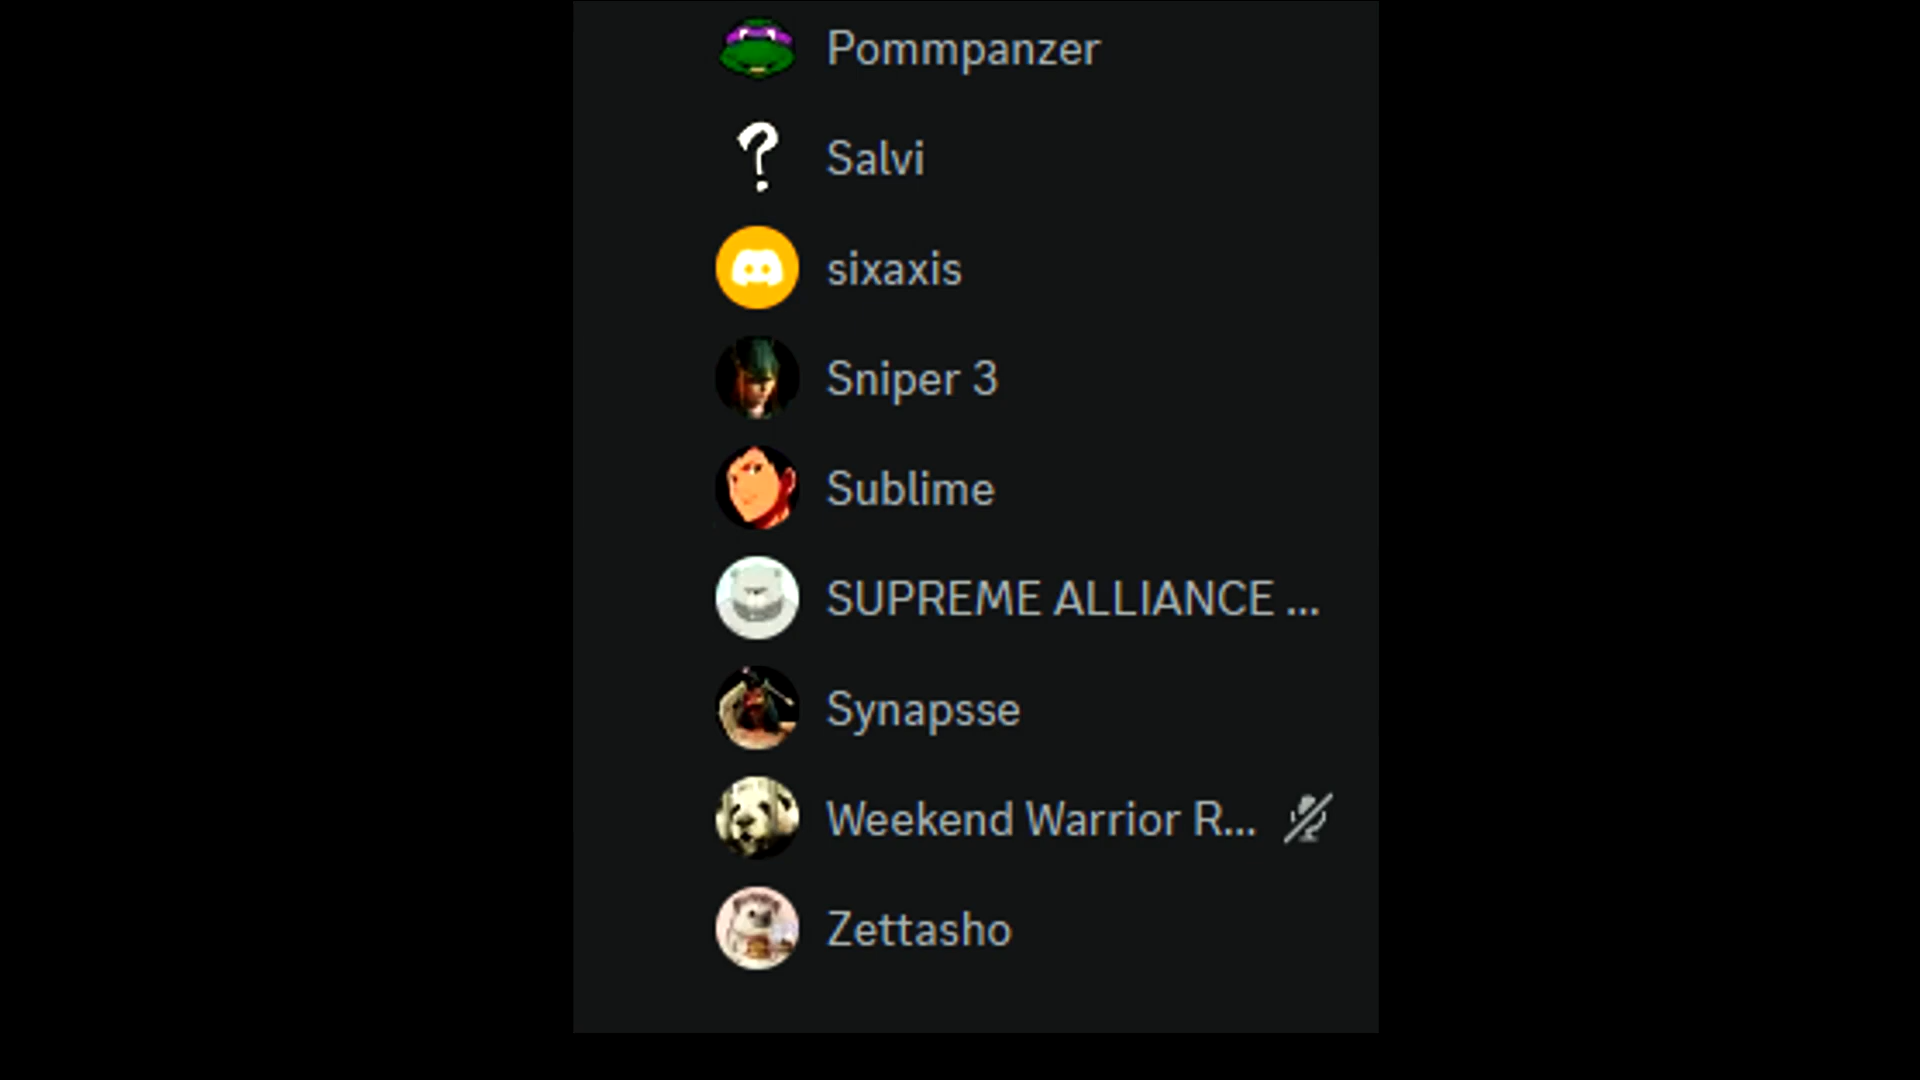 Pommpanzer
?
Salvi
sixaxis
Sniper 3
Sublime
SUPREME ALLIANCE ...
Synapsse
Weekend Warrior R...
Zettasho